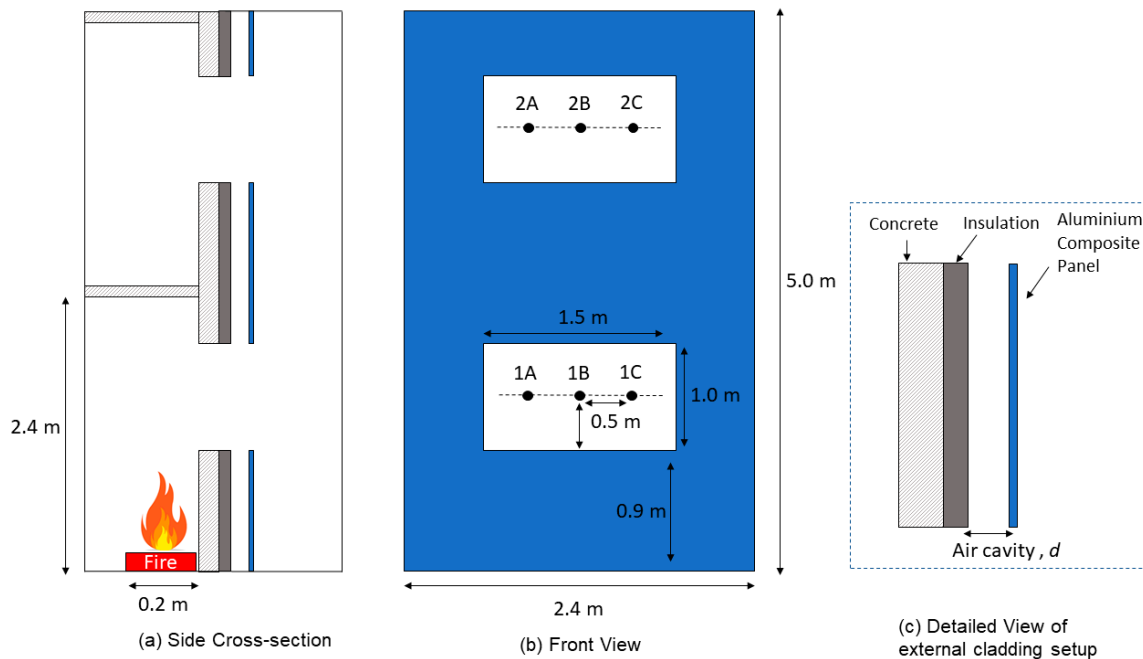 2.4 m
Fire
0.2 m
(a) Side Cross-section
2A 2B 2C
1.5 m
1A 1B 1C
0.5 m
1.0 m
0.9 m
5.0 m
2.4 m
(b) Front View
Concrete
Insulation
Aluminium
Composite
Panel
Air cavity , d
(c) Detailed View of
external cladding setup